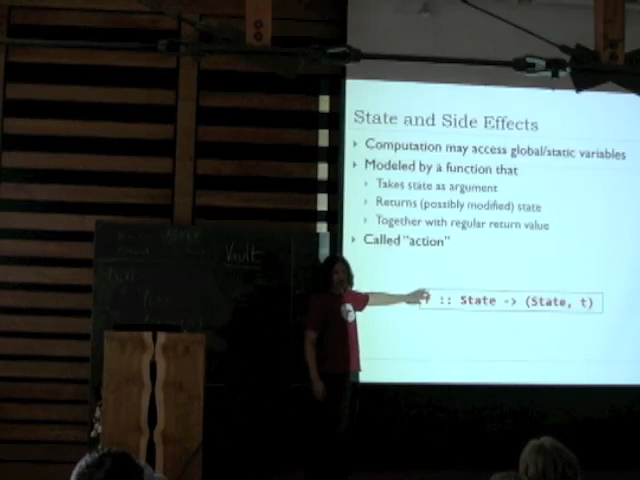 State and Side Effects
Computation may access global/static variables
Modeled by a function that
Takes state as argument
Returns (possibly modified) state
Together with regular return value
Called "action"
:: State -> (State, t)
Vault